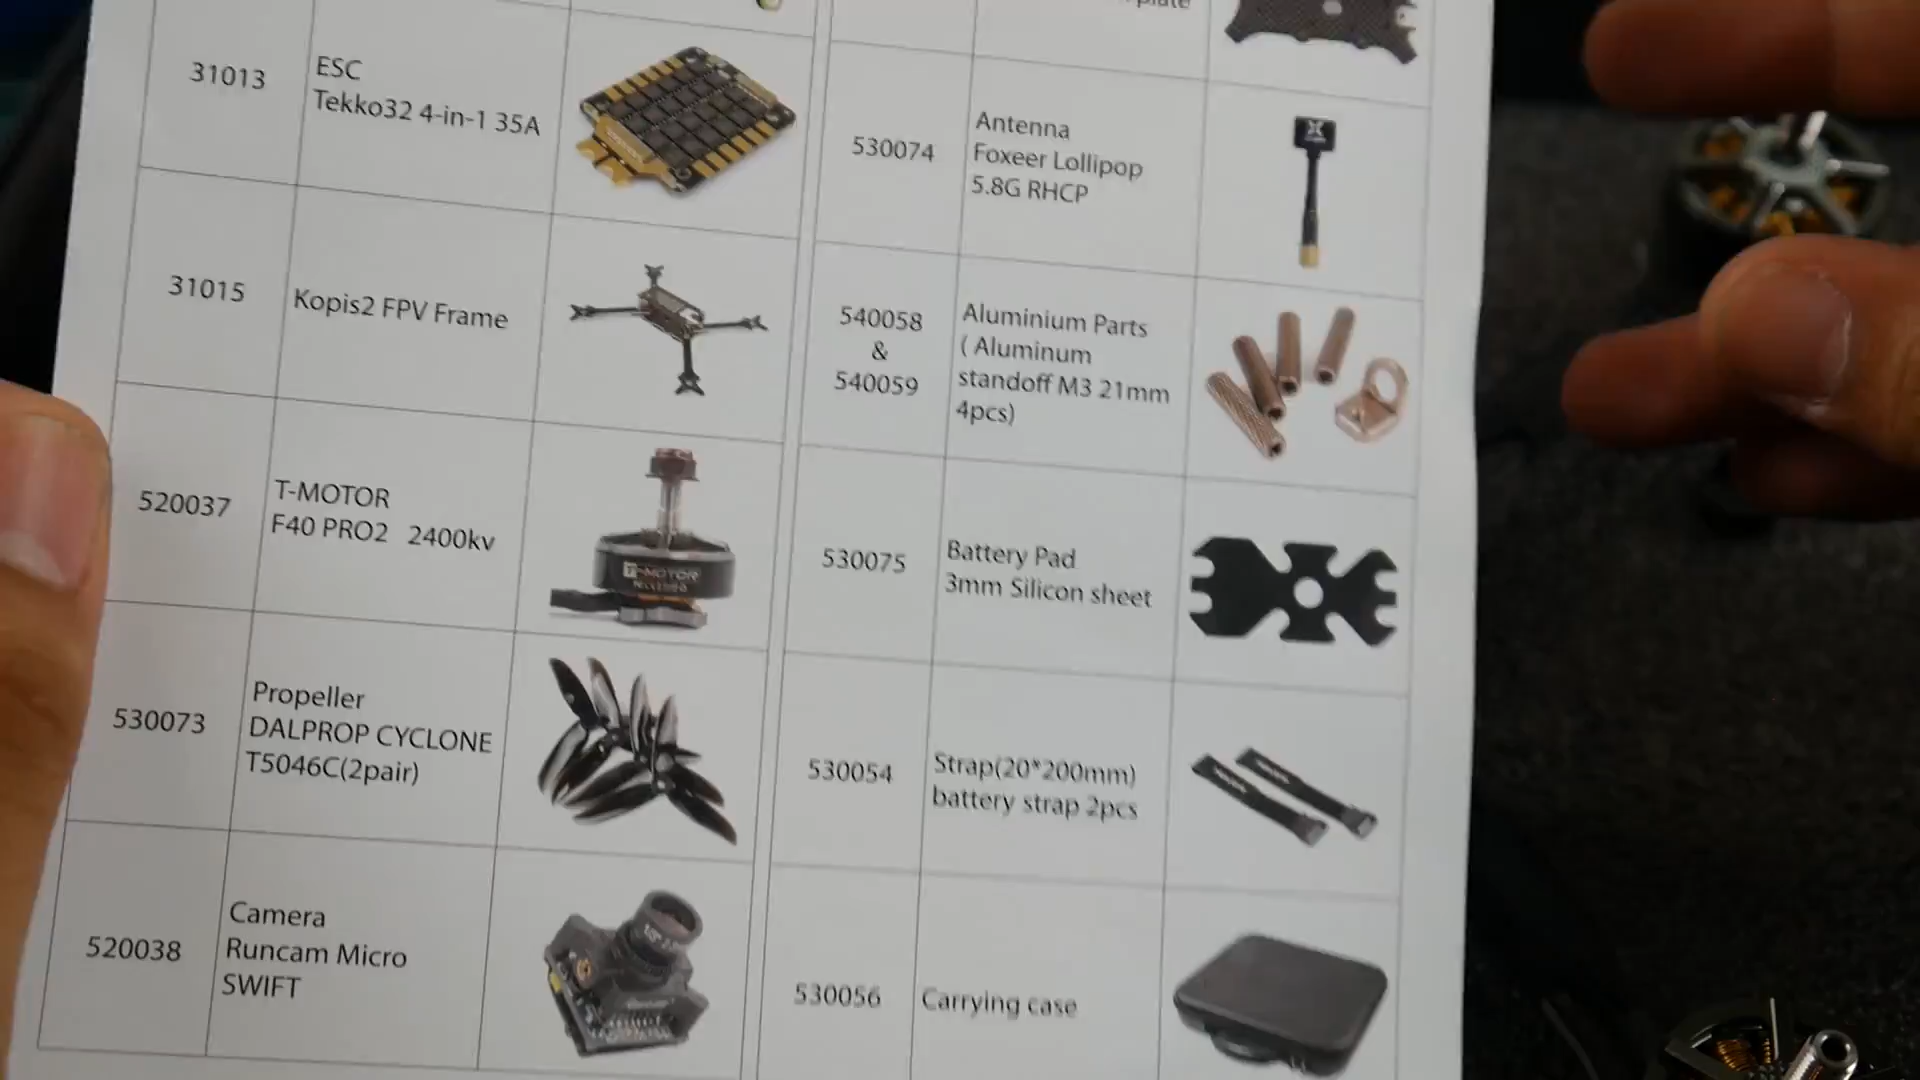 31013
ESC
Tekko32 4-in-1 35A
31015
Kopis2 FPV Frame
520037
T-MOTOR
F40 PRO2 2400kv
T-MOTOR
530073
Propeller
DALPROP CYCLONE
T5046C(2pair)
520038
Camera
Runcam Micro
SWIFT
plate
530074
Antenna
Foxeer Lollipop
5.8G RHCP
540058
&
540059
Aluminium Parts
( Aluminum
standoff M3 21mm
4pcs)
530075
Battery Pad
3mm Silicon sheet
530054
Strap(20*200mm)
battery strap 2pcs
530056
Carrying case